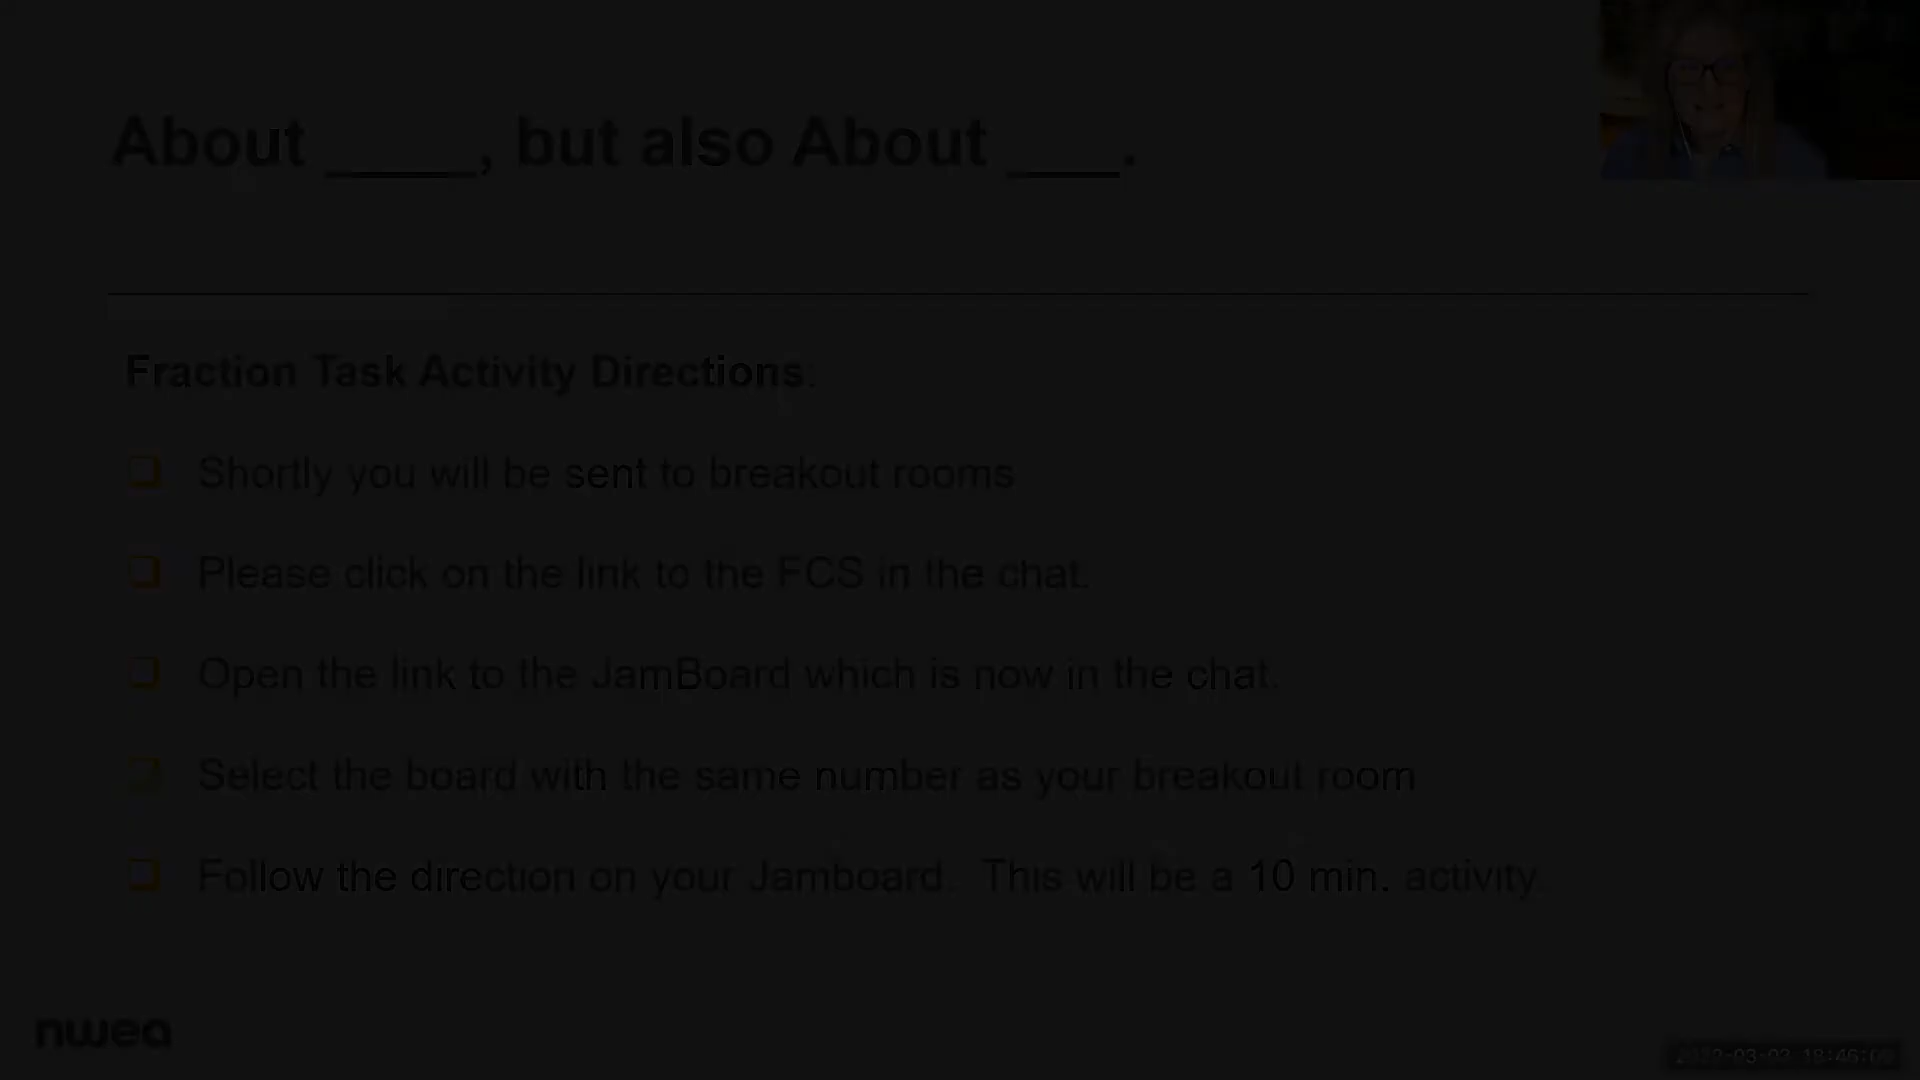 About ____, but also About ___.
Fraction Task Activity Directions:
Shortly you will be sent to breakout rooms
Please click on the link to the FCS in the chat.
Open the link to the JamBoard which is now in the chat.
Select the board with the same number as your breakout room
Follow the direction on your Jamboard. This will be a 10 min. activity.
nwea